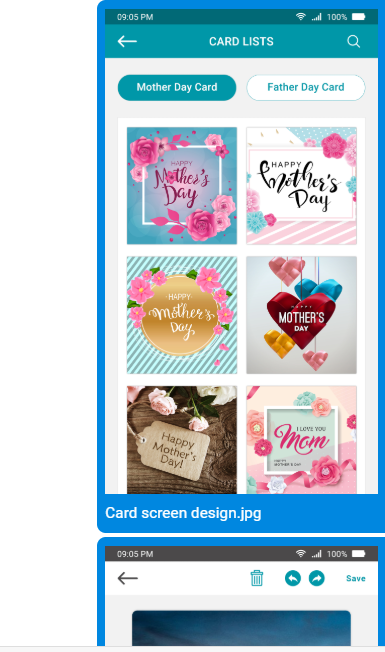 09:05 PM 100%
CARD LISTS
Mother Day Card Father Day Card
HAPPY
Mother's
Day
HAPPY
Mother's
Day
HAPPY
Mother's
Day
HAPPY
MOTHER'S
DAY
Happy
Mother's
Day!
I LOVE YOU
Mom
HAPPY
MOTHER'S DAY
Card screen design.jpg
09:05 PM 100%
Save